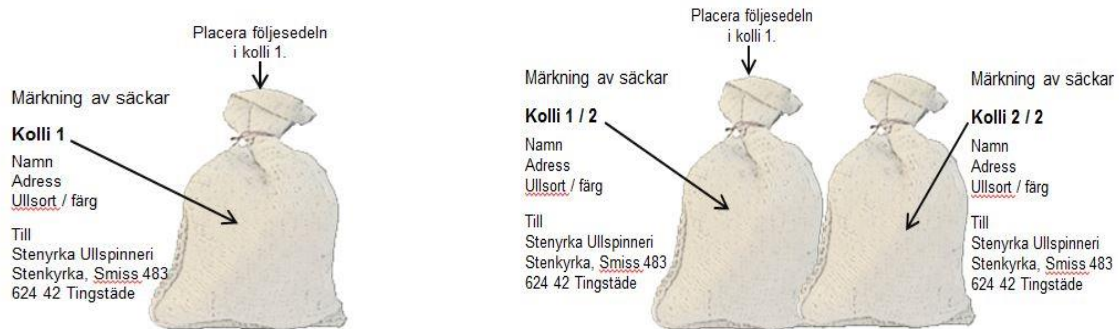 Placera följesedeln
i kolli 1.
Märkning av säckar
Kolli 1
Namn
Adress
Ullsort / färg
Till
Stenyrka Ullspinneri
Stenkyrka, Smiss 483
624 42 Tingstäde
Placera följesedeln
i kolli 1.
Märkning av säckar
Kolli 1 / 2
Namn
Adress
Ullsort / färg
Till
Stenyrka Ullspinneri
Stenkyrka, Smiss 483
624 42 Tingstäde
Märkning av säckar
Kolli 2 / 2
Namn
Adress
Ullsort / färg
Till
Stenyrka Ullspinneri
Stenkyrka, Smiss 483
624 42 Tingstäde